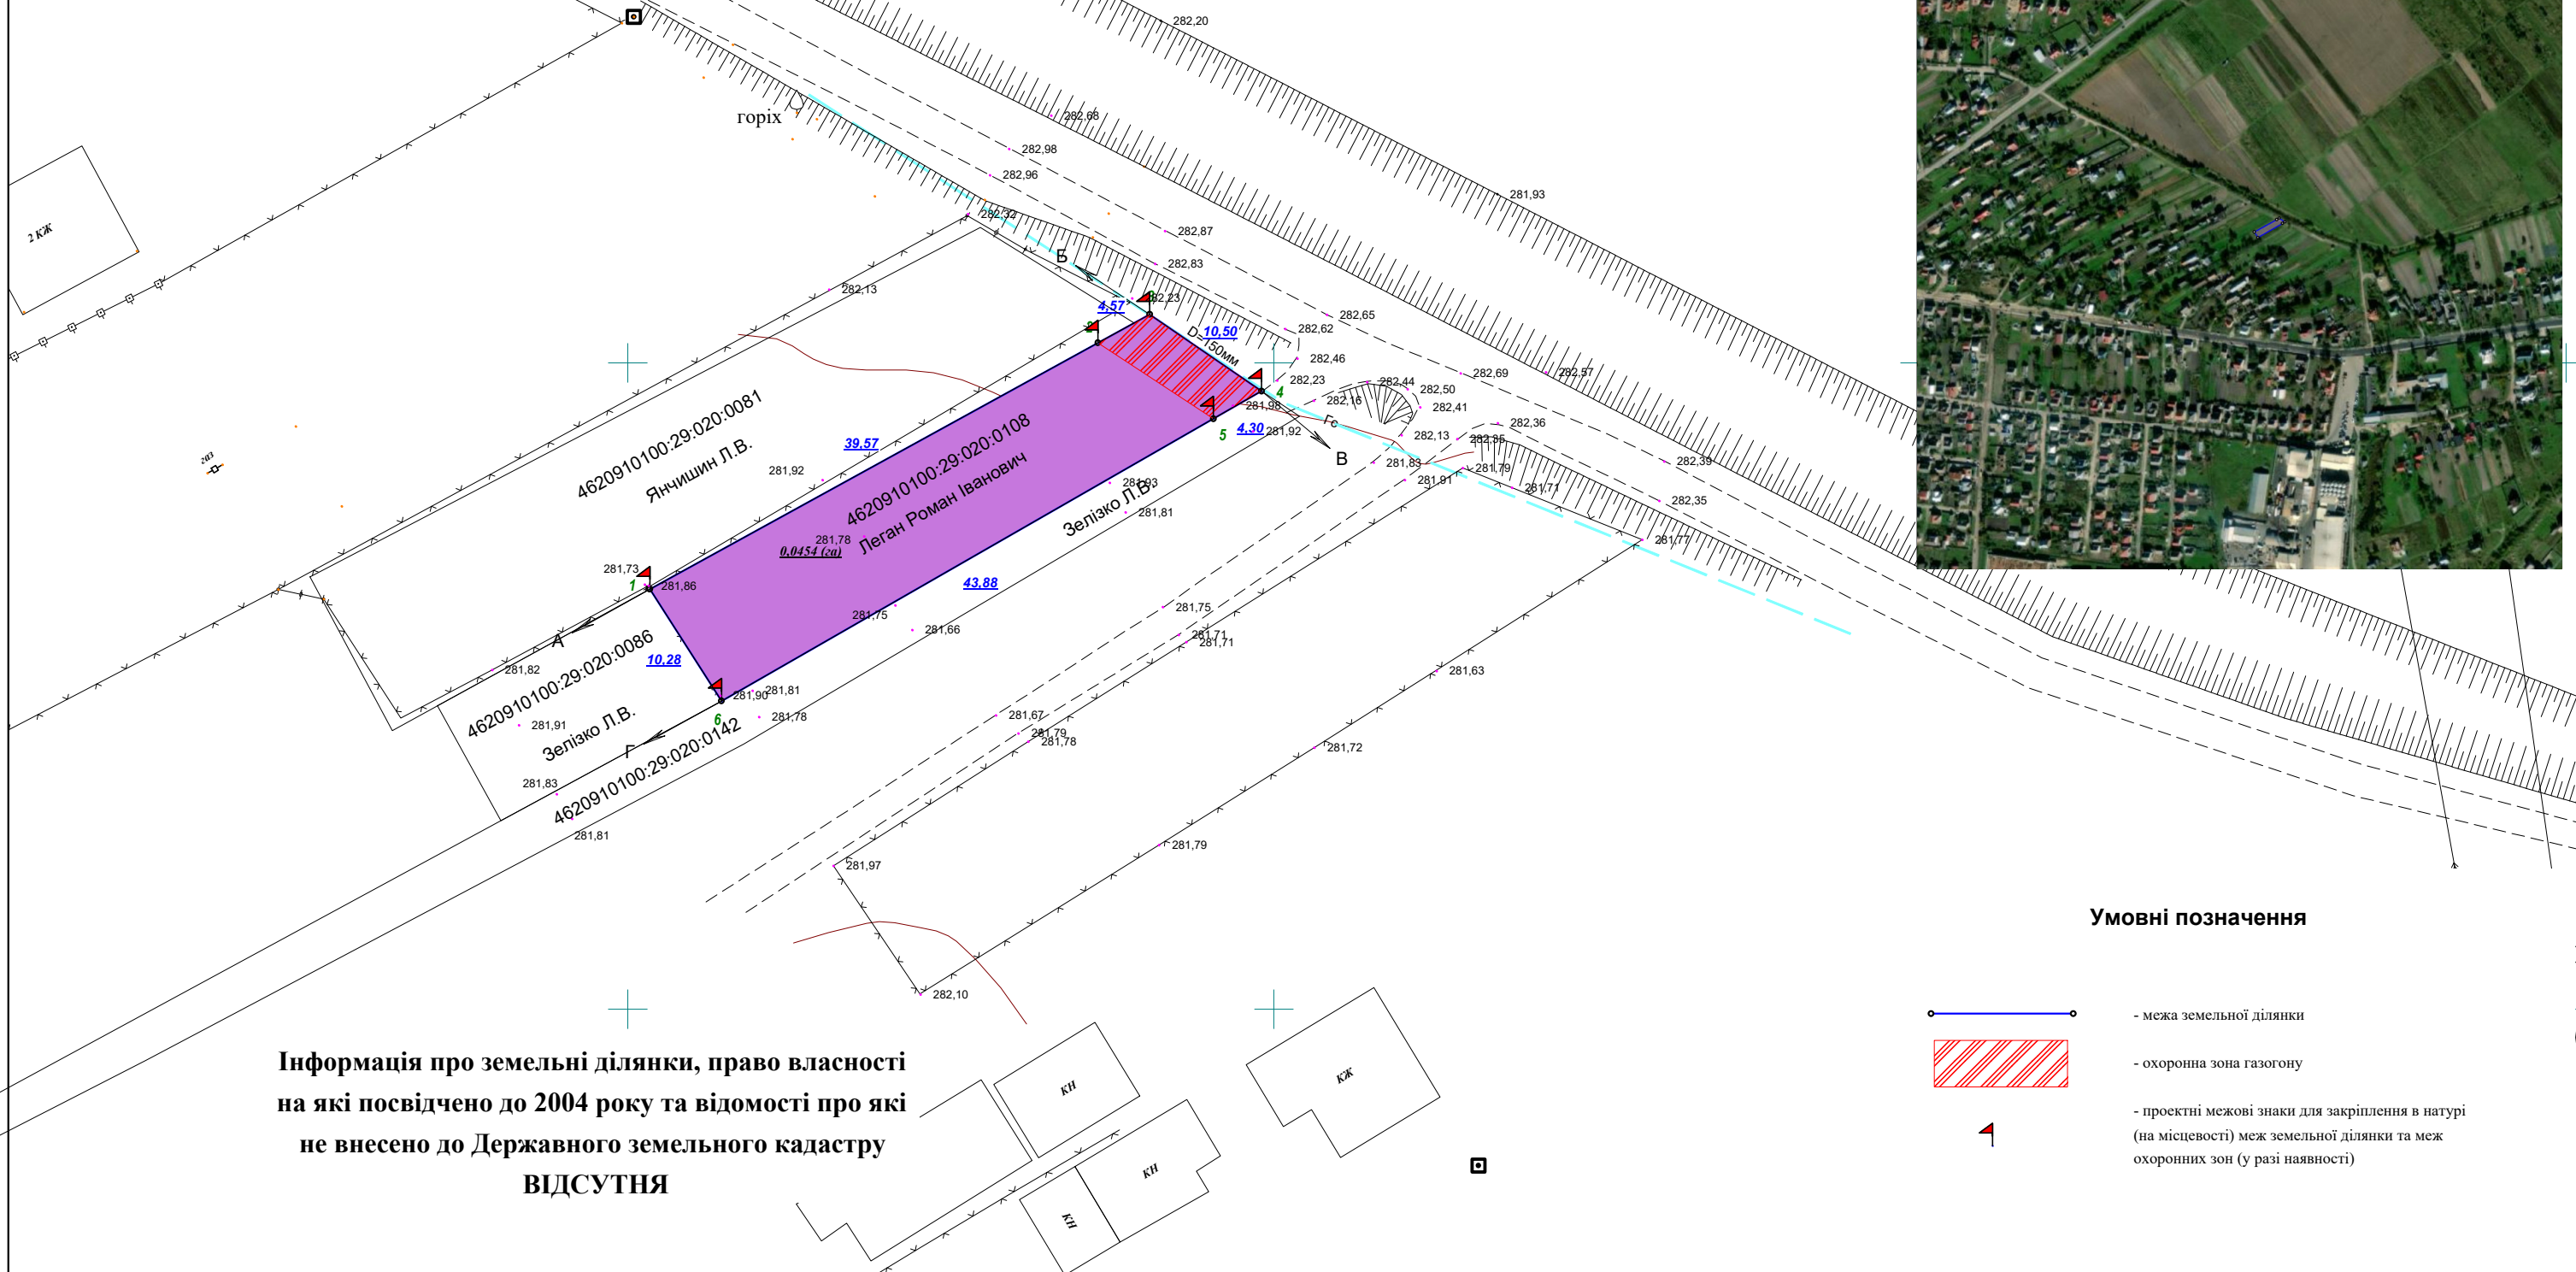 282,20
горіх
282,68
282,98
282,96
281,93
2 КЖ
282,32
282,87
Б
282,83
282,13
4,57
3
282,23
2
D=150мм
10,50
282,62
282,65
282,46
282,69
282,57
282,23
4
282,44
282,50
282,16
282,41
281,98
Гс
5
4,30
281,92
282,13
282,36
282,35
В
281,83
281,79
282,39
4620910100:29:020:0081
Янчишин Л.В.
39,57
281,92
4620910100:29:020:0108
Леган Роман Іванович
281,93
281,91
281,71
282,35
газ
281,81
Зелізко Л.В.
281,78
0,0454 (га)
281,77
281,73
1
281,86
43,88
281,75
281,66
281,75
281,71
281,71
А
4620910100:29:020:0086
10,28
281,82
281,63
281,90
281,81
6
281,78
281,67
281,91
Зелізко Л.В.
Г
4620910100:29:020:0142
281,79
281,78
281,72
281,83
281,81
281,79
281,97
282,10
Умовні позначення
- межа земельної ділянки
- охоронна зона газогону
- проектні межові знаки для закріплення в натурі
(на місцевості) меж земельної ділянки та меж
охоронних зон (у разі наявності)
Інформація про земельні ділянки, право власності
на які посвідчено до 2004 року та відомості про які
не внесено до Державного земельного кадастру
ВІДСУТНЯ
КН
КЖ
КН
КН